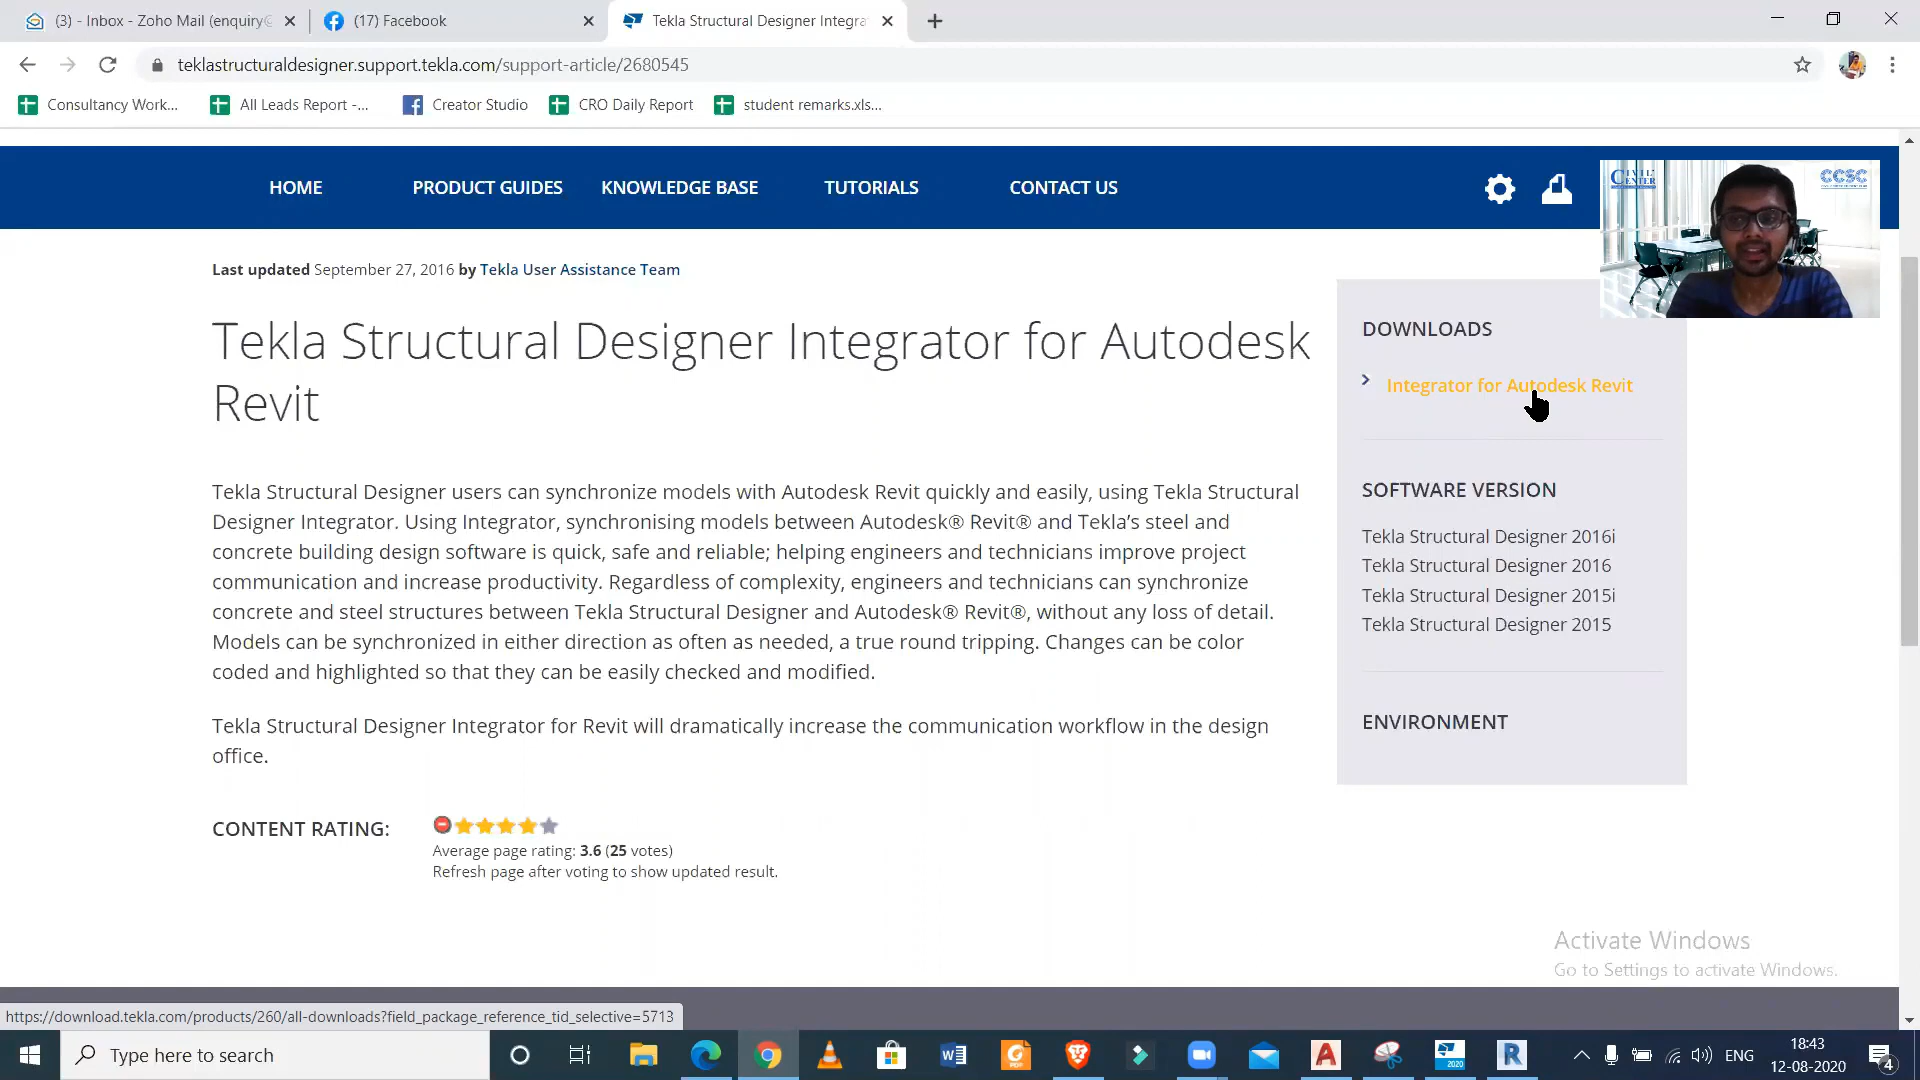 (3) - Inbox - Zoho Mail (enquiry@
(17) Facebook
Tekla Structural Designer Integra
teklastructuraldesigner.support.tekla.com/support-article/2680545
Consultancy Work...
All Leads Report -...
Creator Studio
CRO Daily Report
student remarks.xls...
HOME
PRODUCT GUIDES
KNOWLEDGE BASE
TUTORIALS
CONTACT US
CIVIL CENTER
CCSC
Last updated September 27, 2016 by Tekla User Assistance Team
Tekla Structural Designer Integrator for Autodesk
Revit
Tekla Structural Designer users can synchronize models with Autodesk Revit quickly and easily, using Tekla Structural
Designer Integrator. Using Integrator, synchronising models between Autodesk® Revit® and Tekla’s steel and
concrete building design software is quick, safe and reliable; helping engineers and technicians improve project
communication and increase productivity. Regardless of complexity, engineers and technicians can synchronize
concrete and steel structures between Tekla Structural Designer and Autodesk® Revit®, without any loss of detail.
Models can be synchronized in either direction as often as needed, a true round tripping. Changes can be color
coded and highlighted so that they can be easily checked and modified.
Tekla Structural Designer Integrator for Revit will dramatically increase the communication workflow in the design
office.
CONTENT RATING:
Average page rating: 3.6 (25 votes)
Refresh page after voting to show updated result.
DOWNLOADS
Integrator for Autodesk Revit
SOFTWARE VERSION
Tekla Structural Designer 2016i
Tekla Structural Designer 2016
Tekla Structural Designer 2015i
Tekla Structural Designer 2015
ENVIRONMENT
Activate Windows
Go to Settings to activate Windows.
https://download.tekla.com/products/260/all-downloads?field_package_reference_tid_selective=5713
Type here to search
PDF
2020
ENG
18:43
12-08-2020
4